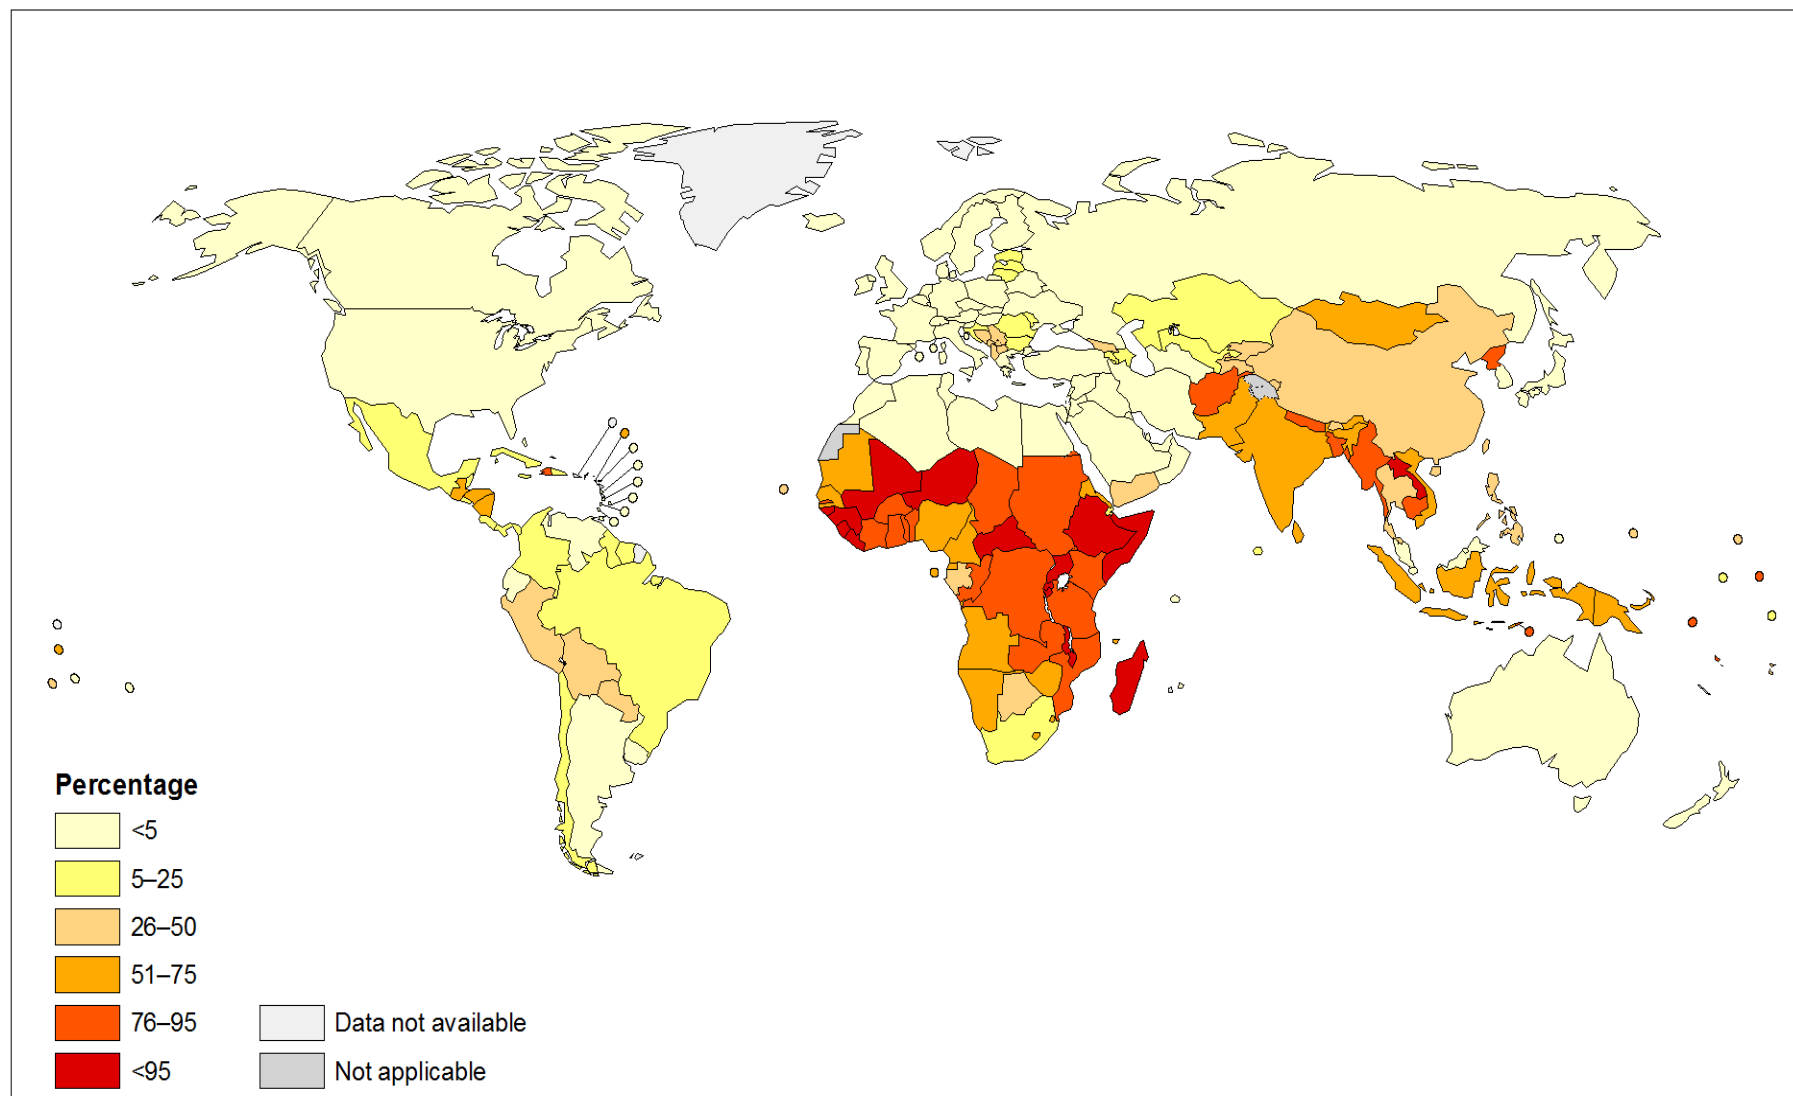 Percentage
<5
5–25
26–50
51–75
76–95
<95
Data not available
Not applicable